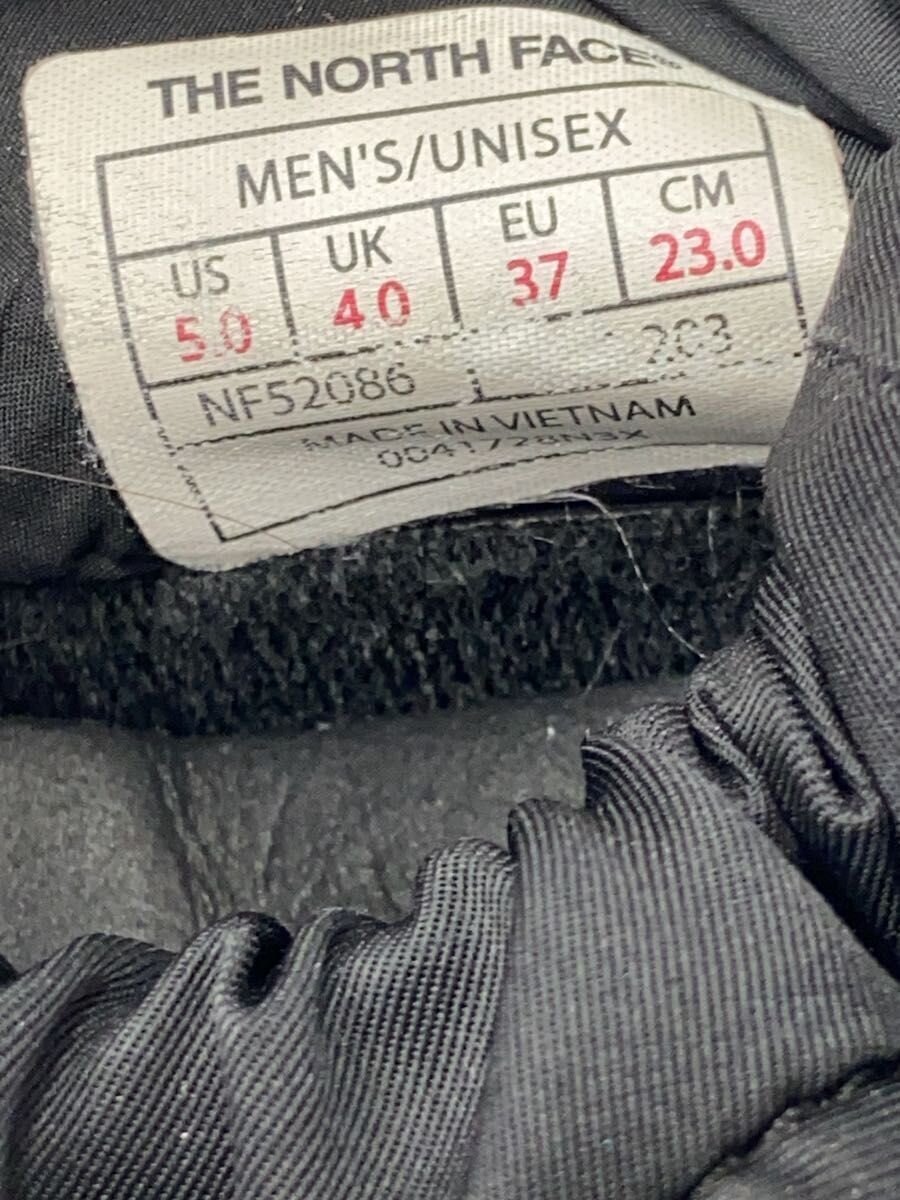 THE NORTH FACE
MEN'S/UNISEX
US UK EU CM
5.0 4.0 37 23.0
NF52086
MADE IN VIETNAM